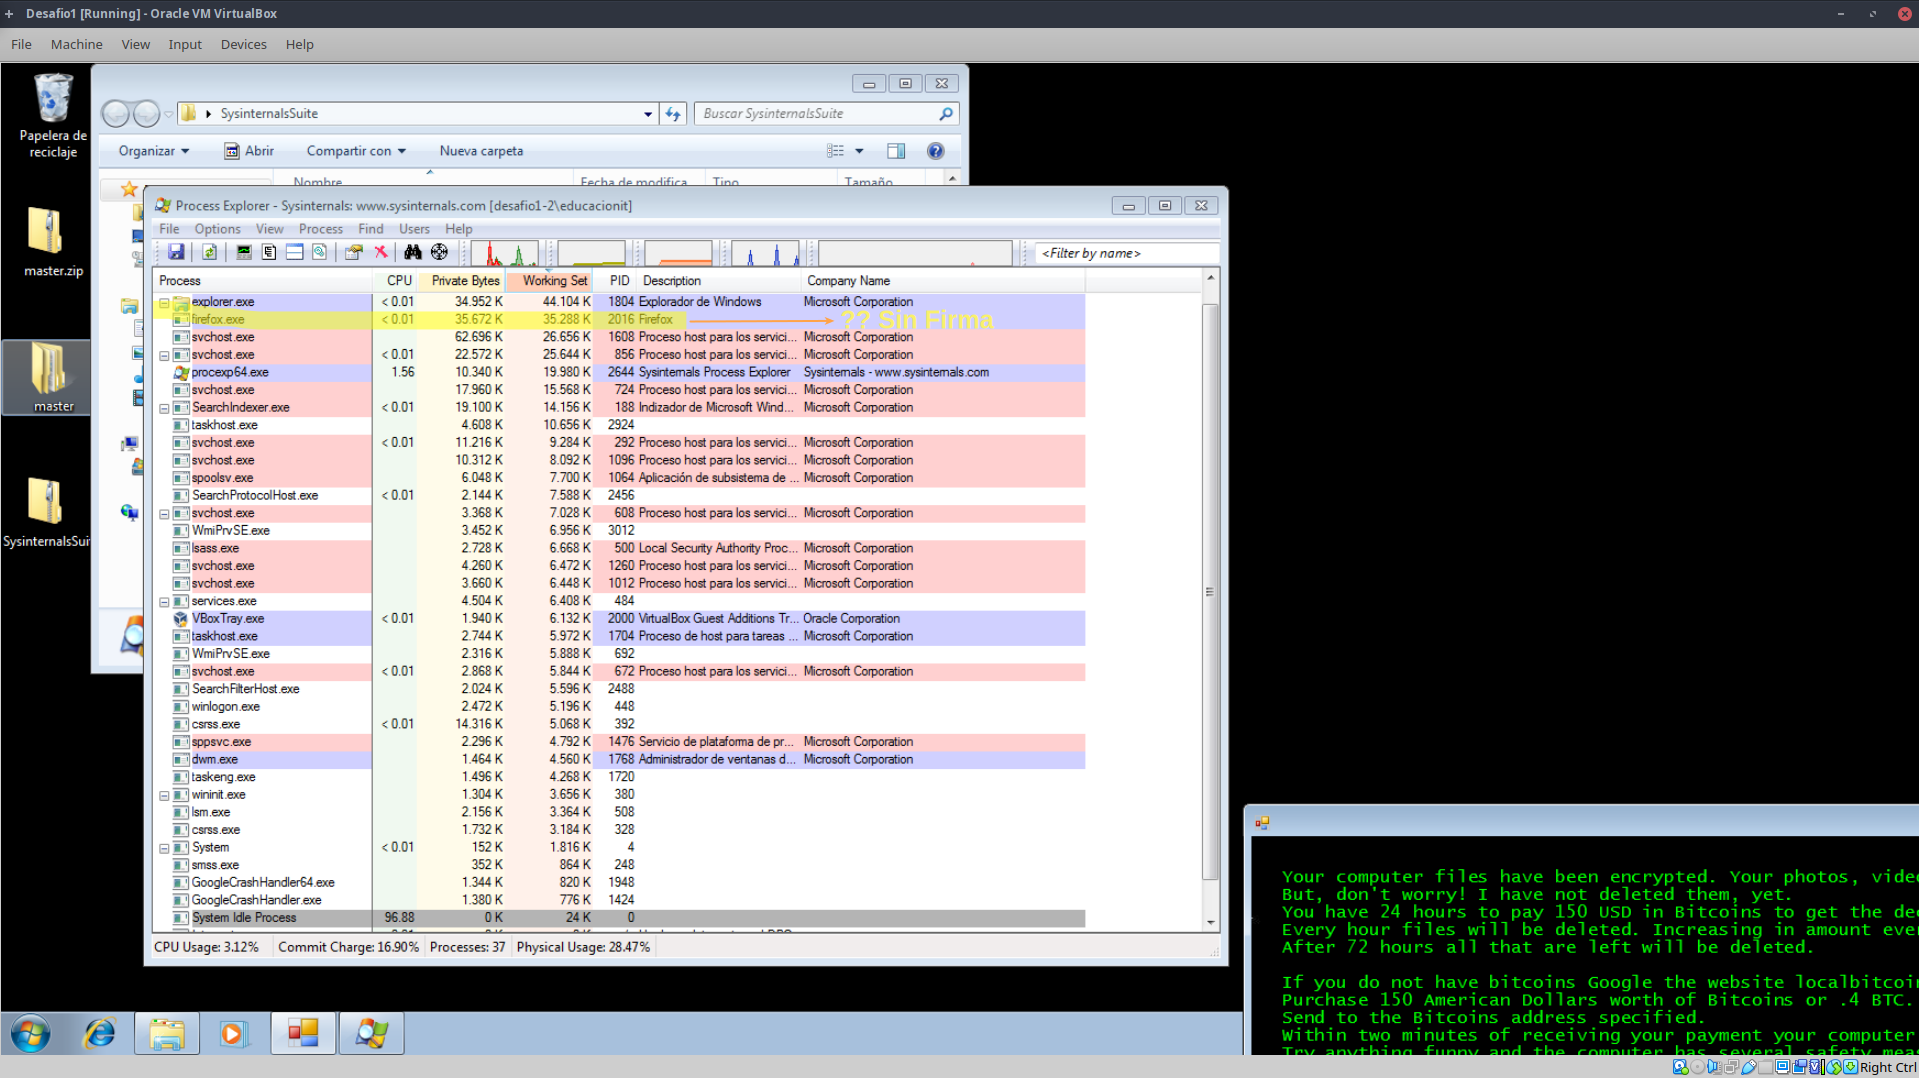 Desafio1 [Running] - Oracle VM VirtualBox
File Machine View Input Devices Help
Papelera de reciclaje
master.zip
master
SysinternalsSui
SysinternalsSuite
Buscar SysinternalsSuite
Organizar Abrir Compartir con Nueva carpeta
Nombre Fecha de modifica Tipo Tamaño
Process Explorer - Sysinternals: www.sysinternals.com [desafio1-2\educacionit]
File Options View Process Find Users Help
<Filter by name>
Process CPU Private Bytes Working Set PID Description Company Name
explorer.exe < 0.01 34.952 K 44.104 K 1804 Explorador de Windows Microsoft Corporation
firefox.exe < 0.01 35.672 K 35.288 K 2016 Firefox ?? Sin Firma
svchost.exe 62.696 K 26.656 K 1608 Proceso host para los servici... Microsoft Corporation
svchost.exe < 0.01 22.572 K 25.644 K 856 Proceso host para los servici... Microsoft Corporation
procexp64.exe 1.56 10.340 K 19.980 K 2644 Sysinternals Process Explorer Sysinternals - www.sysinternals.com
svchost.exe 17.960 K 15.568 K 724 Proceso host para los servici... Microsoft Corporation
SearchIndexer.exe < 0.01 19.100 K 14.156 K 188 Indizador de Microsoft Wind... Microsoft Corporation
taskhost.exe 4.608 K 10.656 K 2924
svchost.exe < 0.01 11.216 K 9.284 K 292 Proceso host para los servici... Microsoft Corporation
svchost.exe 10.312 K 8.092 K 1096 Proceso host para los servici... Microsoft Corporation
spoolsv.exe 6.048 K 7.700 K 1064 Aplicación de subsistema de ... Microsoft Corporation
SearchProtocolHost.exe < 0.01 2.144 K 7.588 K 2456
svchost.exe 3.368 K 7.028 K 608 Proceso host para los servici... Microsoft Corporation
WmiPrvSE.exe 3.452 K 6.956 K 3012
lsass.exe 2.728 K 6.668 K 500 Local Security Authority Proc... Microsoft Corporation
svchost.exe 4.260 K 6.472 K 1260 Proceso host para los servici... Microsoft Corporation
svchost.exe 3.660 K 6.448 K 1012 Proceso host para los servici... Microsoft Corporation
services.exe 4.504 K 6.408 K 484
VBoxTray.exe < 0.01 1.940 K 6.132 K 2000 VirtualBox Guest Additions Tr... Oracle Corporation
taskhost.exe 2.744 K 5.972 K 1704 Proceso de host para tareas ... Microsoft Corporation
WmiPrvSE.exe 2.316 K 5.888 K 692
svchost.exe < 0.01 2.868 K 5.844 K 672 Proceso host para los servici... Microsoft Corporation
SearchFilterHost.exe 2.024 K 5.596 K 2488
winlogon.exe 2.472 K 5.196 K 448
csrss.exe < 0.01 14.316 K 5.068 K 392
sppsvc.exe 2.296 K 4.792 K 1476 Servicio de plataforma de pr... Microsoft Corporation
dwm.exe 1.464 K 4.560 K 1768 Administrador de ventanas d... Microsoft Corporation
taskeng.exe 1.496 K 4.268 K 1720
wininit.exe 1.304 K 3.656 K 380
lsm.exe 2.156 K 3.364 K 508
csrss.exe 1.732 K 3.184 K 328
System < 0.01 152 K 1.816 K 4
smss.exe 352 K 864 K 248
GoogleCrashHandler64.exe 1.344 K 820 K 1948
GoogleCrashHandler.exe 1.380 K 776 K 1424
System Idle Process 96.88 0 K 24 K 0
CPU Usage: 3.12% Commit Charge: 16.90% Processes: 37 Physical Usage: 28.47%
Your computer files have been encrypted. Your photos, vide
But, don't worry! I have not deleted them, yet.
You have 24 hours to pay 150 USD in Bitcoins to get the de
Every hour files will be deleted. Increasing in amount eve
After 72 hours all that are left will be deleted.
If you do not have bitcoins Google the website localbitcoi
Purchase 150 American Dollars worth of Bitcoins or .4 BTC.
Send to the Bitcoins address specified.
Within two minutes of receiving your payment your computer
Try anything funny and the computer has several safety mea
Right Ctrl